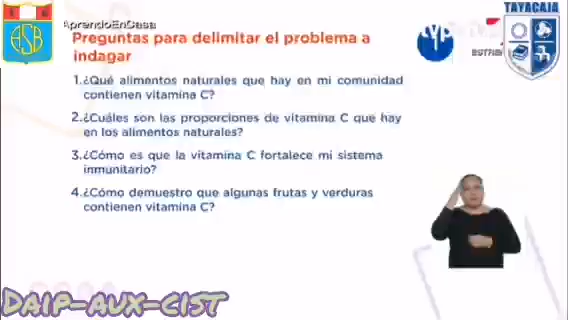 AprendoEnCasa
TAYACAJA
ASB
Preguntas para delimitar el problema a
indagar
1.¿Qué alimentos naturales que hay en mi comunidad
contienen vitamina C?
2.¿Cuáles son las proporciones de vitamina C que hay
en los alimentos naturales?
3.¿Cómo es que la vitamina C fortalece mi sistema
inmunitario?
4.¿Cómo demuestro que algunas frutas y verduras
contienen vitamina C?
DAIP-AUX-CIST